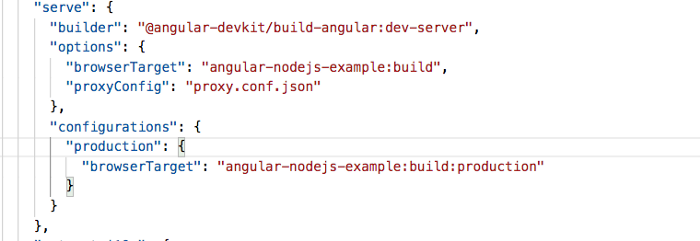 "serve": {
"builder": "@angular-devkit/build-angular:dev-server",
"options": {
"browserTarget": "angular-nodejs-example:build",
"proxyConfig": "proxy.conf.json"
},
"configurations": {
"production": {
"browserTarget": "angular-nodejs-example:build:production"
}
}
},